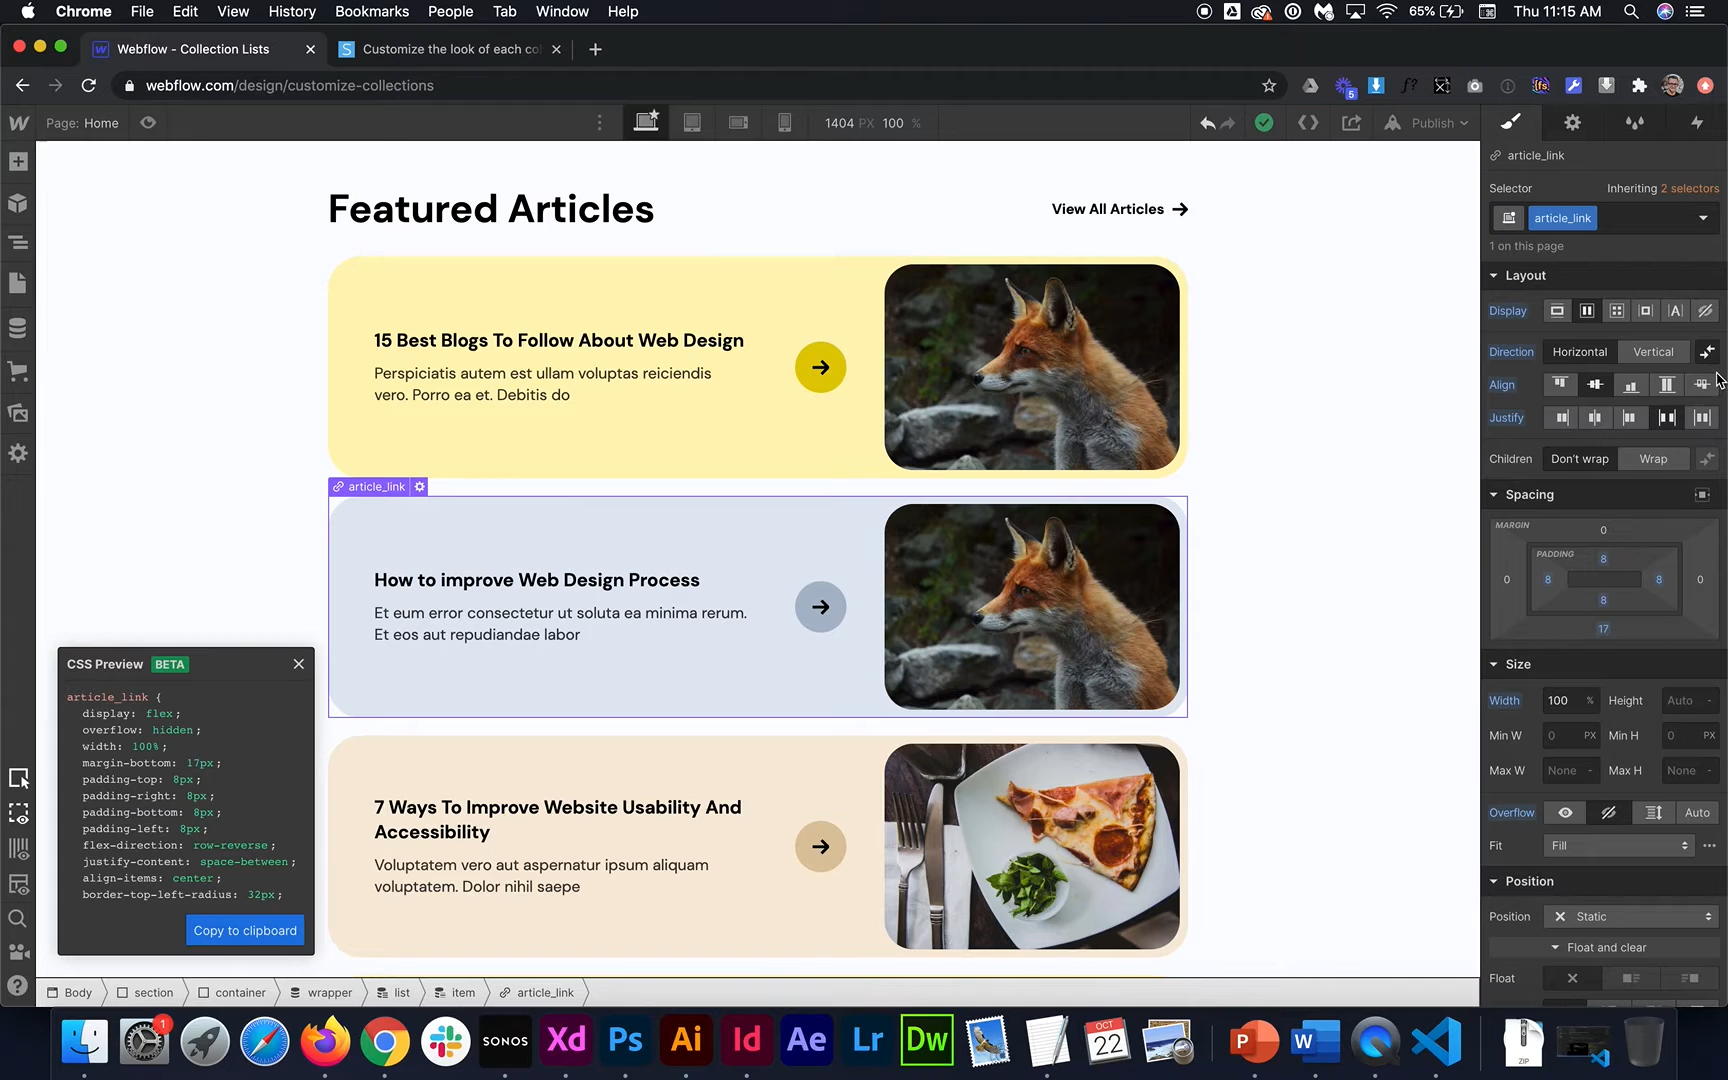 Chrome File Edit View History Bookmarks People Tab Window Help
65% Thu 11:15 AM
Webflow - Collection Lists
Customize the look of each co
webflow.com/design/customize-collections
5
Page: Home
1404 PX 100 %
Publish
article_link
Selector Inheriting 2 selectors
article_link
1 on this page
Layout
Display
Direction Horizontal Vertical
Align
Justify
Children Don't wrap Wrap
Spacing
MARGIN 0
PADDING 8
0 8 8 0
8
17
Size
Width 100 % Height Auto -
Min W 0 PX Min H 0 PX
Max W None - Max H None -
Overflow Auto
Fit Fill
Position
Position Static
Float and clear
Float
Featured Articles
View All Articles
15 Best Blogs To Follow About Web Design
Perspiciatis autem est ullam voluptas reiciendis
vero. Porro ea et. Debitis do
article_link
How to improve Web Design Process
Et eum error consectetur ut soluta ea minima rerum.
Et eos aut repudiandae labor
7 Ways To Improve Website Usability And
Accessibility
Voluptatem vero aut aspernatur ipsum aliquam
voluptatem. Dolor nihil saepe
CSS Preview BETA
article_link {
display: flex;
overflow: hidden;
width: 100%;
margin-bottom: 17px;
padding-top: 8px;
padding-right: 8px;
padding-bottom: 8px;
padding-left: 8px;
flex-direction: row-reverse;
justify-content: space-between;
align-items: center;
border-top-left-radius: 32px;
Copy to clipboard
Body section container wrapper list item article_link
1
SONOS Xd Ps Ai Id Ae Lr Dw
OCT
22
P W
ZIP